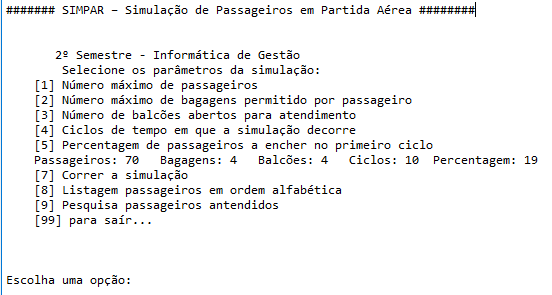 ####### SIMPAR – Simulação de Passageiros em Partida Aérea ########
2º Semestre - Informática de Gestão
Selecione os parâmetros da simulação:
[1] Número máximo de passageiros
[2] Número máximo de bagagens permitido por passageiro
[3] Número de balcões abertos para atendimento
[4] Ciclos de tempo em que a simulação decorre
[5] Percentagem de passageiros a encher no primeiro ciclo
Passageiros: 70 Bagagens: 4 Balcões: 4 Ciclos: 10 Percentagem: 19
[7] Correr a simulação
[8] Listagem passageiros em ordem alfabética
[9] Pesquisa passageiros antendidos
[99] para saír...
Escolha uma opção: